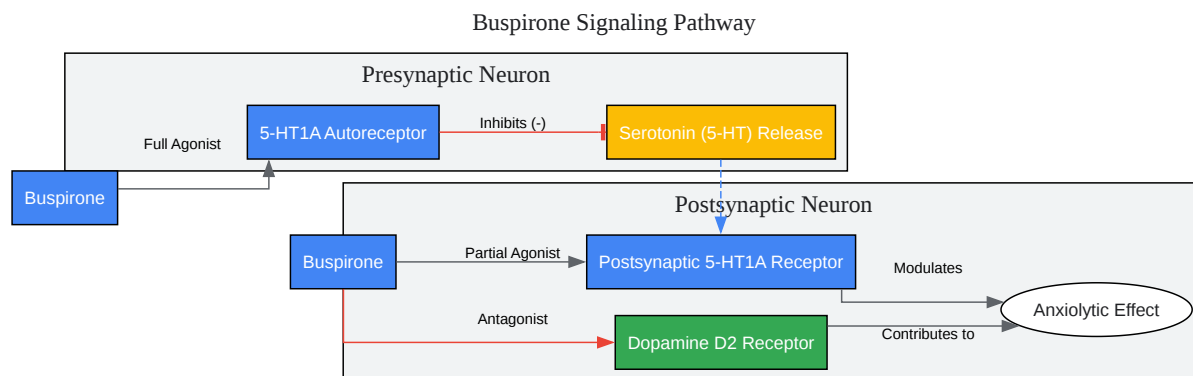 Buspirone Signaling Pathway
Presynaptic Neuron
5-HT1A Autoreceptor
Inhibits (-)
Serotonin (5-HT) Release
Full Agonist
Buspirone
Postsynaptic Neuron
Buspirone
Partial Agonist
Postsynaptic 5-HT1A Receptor
Modulates
Anxiolytic Effect
Antagonist
Dopamine D2 Receptor
Contributes to